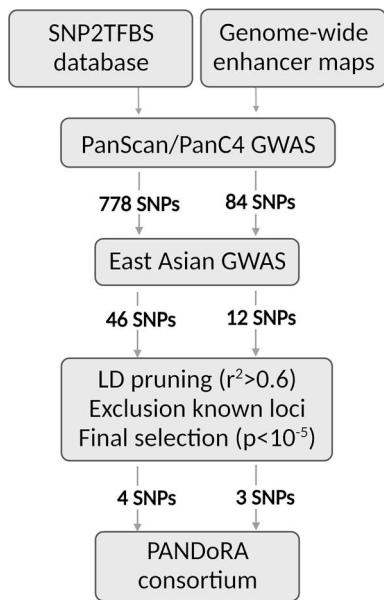 SNP2TFBS
database
Genome-wide
enhancer maps
PanScan/PanC4 GWAS
778 SNPs
84 SNPs
East Asian GWAS
46 SNPs
12 SNPs
LD pruning (r²>0.6)
Exclusion known loci
Final selection (p<10⁻⁵)
4 SNPs
3 SNPs
PANDoRA
consortium